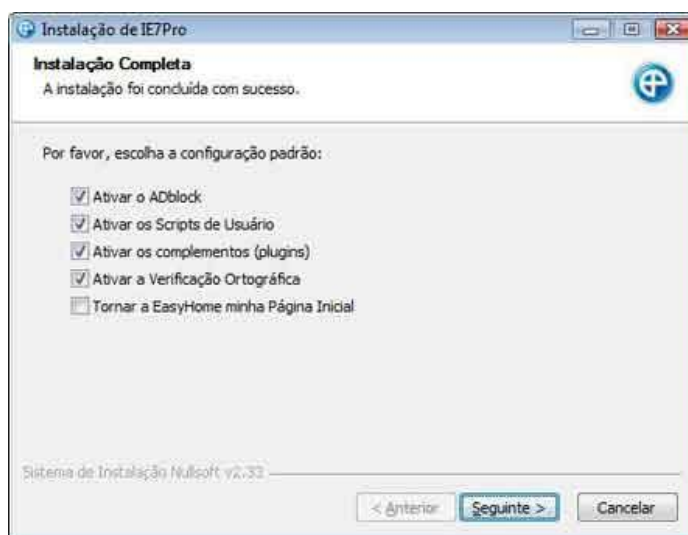 Instalação de IE7Pro
Instalação Completa
A instalação foi concluída com sucesso.
Por favor, escolha a configuração padrão:
Ativar o ADblock
Ativar os Scripts de Usuário
Ativar os complementos (plugins)
Ativar a Verificação Ortográfica
Tornar a EasyHome minha Página Inicial
Sistema de Instalação Nullsoft v2.33
< Anterior
Seguinte >
Cancelar